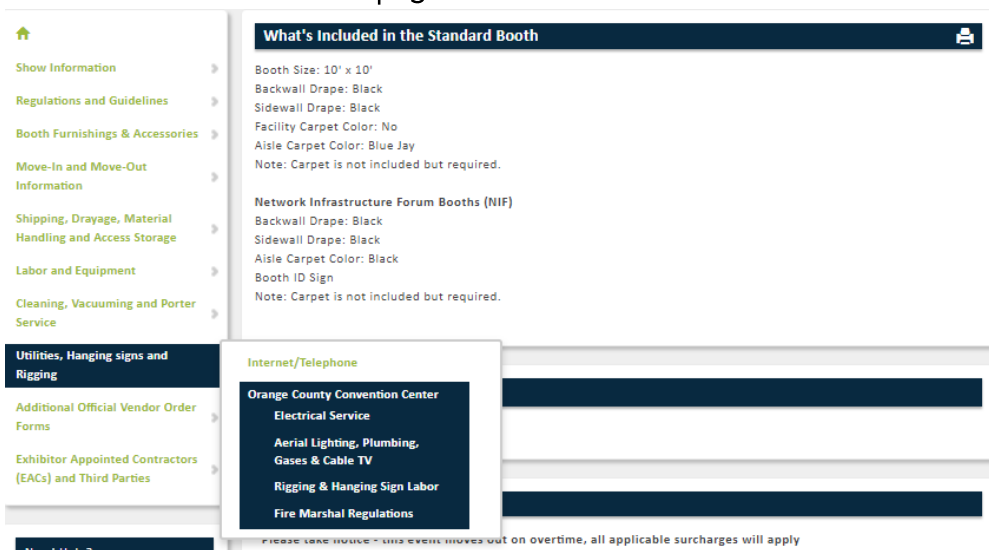 What's Included in the Standard Booth
Show Information
Regulations and Guidelines
Booth Furnishings & Accessories
Move-In and Move-Out
Information
Shipping, Drayage, Material
Handling and Access Storage
Labor and Equipment
Cleaning, Vacuuming and Porter
Service
Utilities, Hanging signs and
Rigging
Additional Official Vendor Order
Forms
Exhibitor Appointed Contractors
(EACs) and Third Parties
Booth Size: 10' x 10'
Backwall Drape: Black
Sidewall Drape: Black
Facility Carpet Color: No
Aisle Carpet Color: Blue Jay
Note: Carpet is not included but required.
Network Infrastructure Forum Booths (NIF)
Backwall Drape: Black
Sidewall Drape: Black
Aisle Carpet Color: Black
Booth ID Sign
Note: Carpet is not included but required.
Internet/Telephone
Orange County Convention Center
Electrical Service
Aerial Lighting, Plumbing,
Gases & Cable TV
Rigging & Hanging Sign Labor
Fire Marshal Regulations
Please take notice - this event moves out on overtime, all applicable surcharges will apply